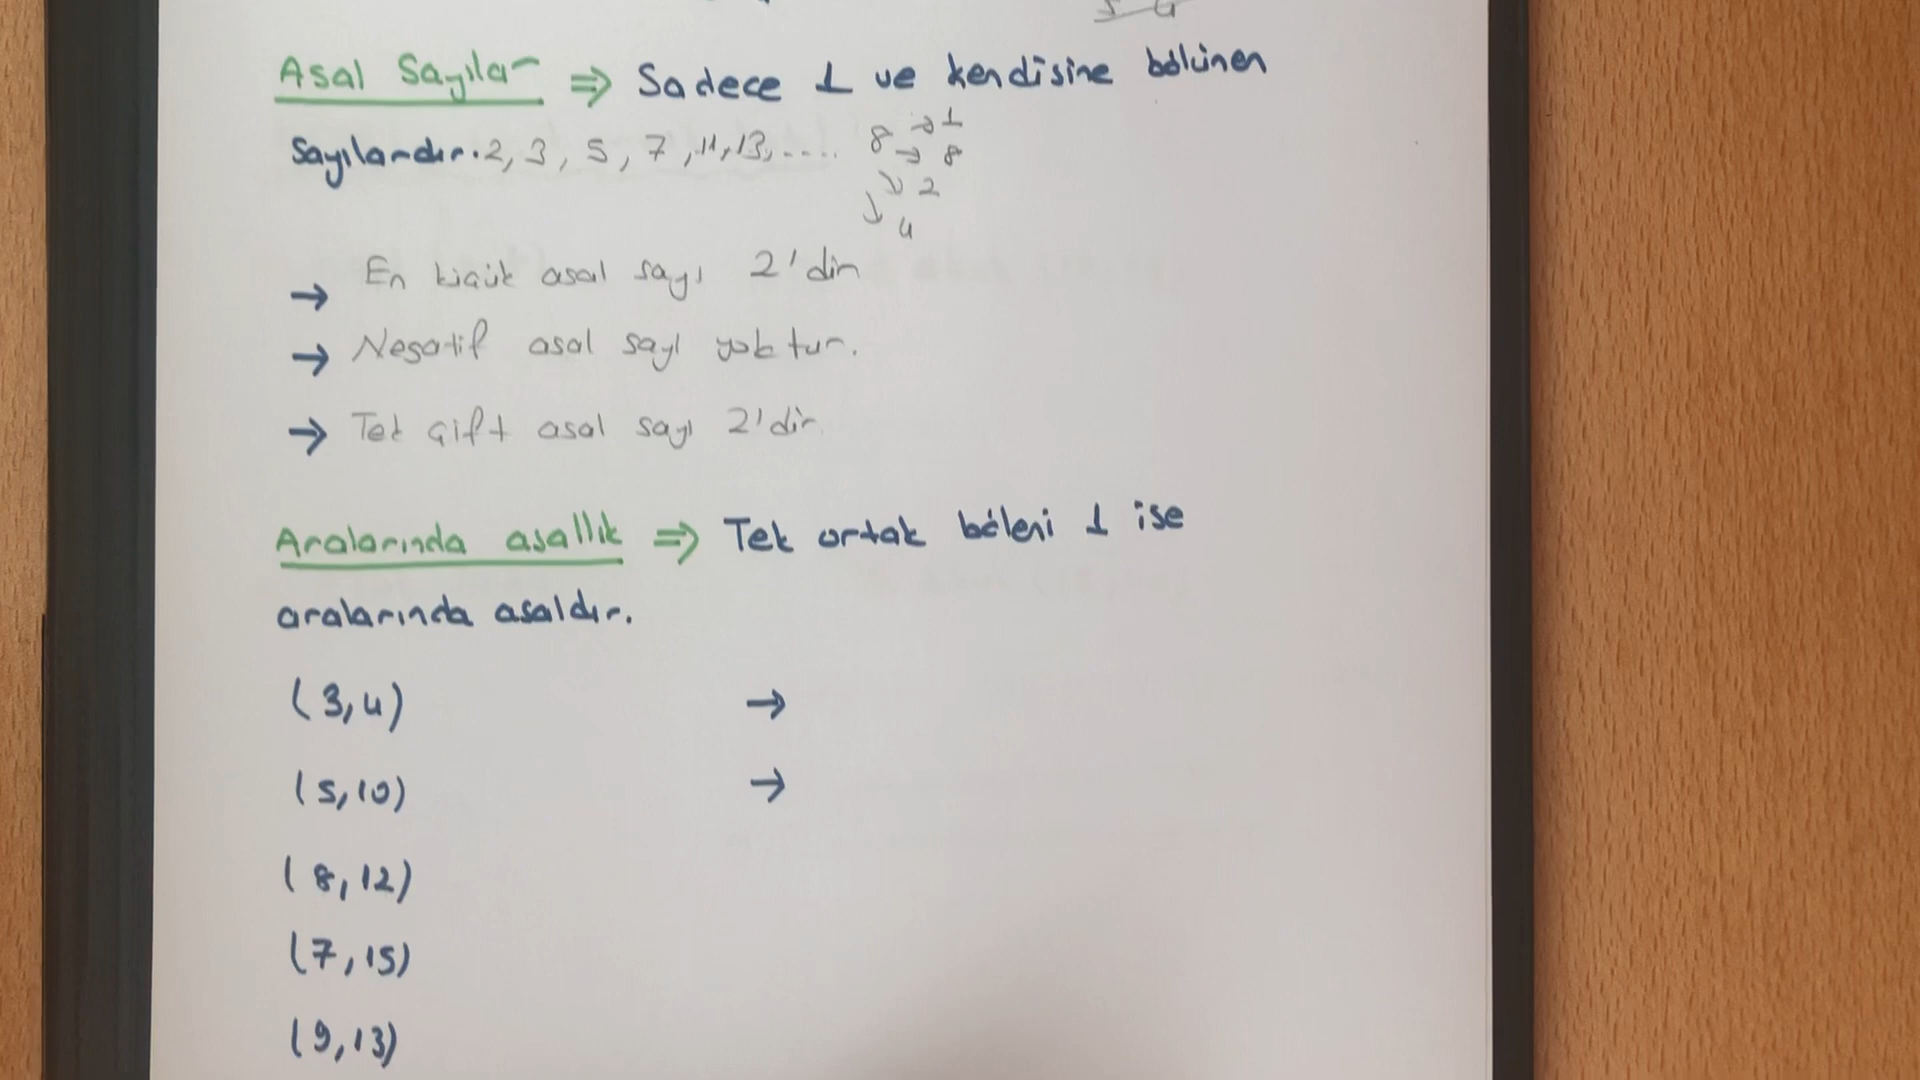 Asal Sayılar ⇒ Sadece 1 ve kendisine bölünen
Sayılardır. 2, 3, 5, 7, 11, 13, .... 8 → 1
→ 8
↘ 2
↓ 4
→ En küçük asal sayı 2'dir
→ Negatif asal sayı yoktur.
→ Tek çift asal sayı 2'dir
Aralarında asallık ⇒ Tek ortak böleni 1 ise
aralarında asaldır.
(3,4) →
(5,10) →
(8,12)
(7,15)
(9,13)